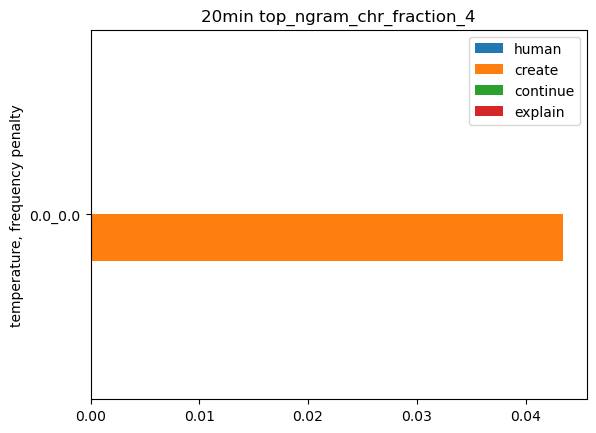 20min top_ngram_chr_fraction_4
human
create
continue
explain
temperature, frequency penalty
0.0_0.0
0.00 0.01 0.02 0.03 0.04